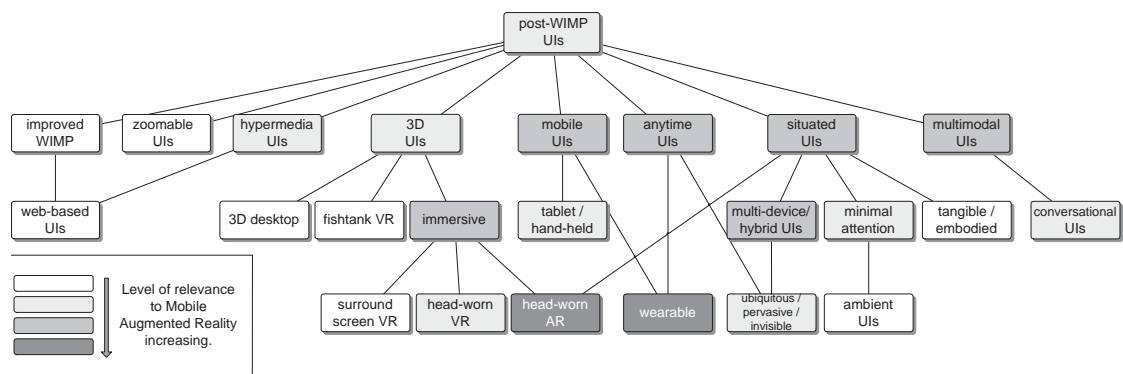 post-WIMP
UIs
improved
WIMP
zoomable
UIs
hypermedia
UIs
3D
UIs
mobile
UIs
anytime
UIs
situated
UIs
multimodal
UIs
web-based
UIs
3D desktop
fishtank VR
immersive
tablet /
hand-held
multi-device/
hybrid UIs
minimal
attention
tangible /
embodied
conversational
UIs
surround
screen VR
head-worn
VR
head-worn
AR
wearable
ubiquitous /
pervasive /
invisible
ambient
UIs
Level of relevance
to Mobile
Augmented Reality
increasing.